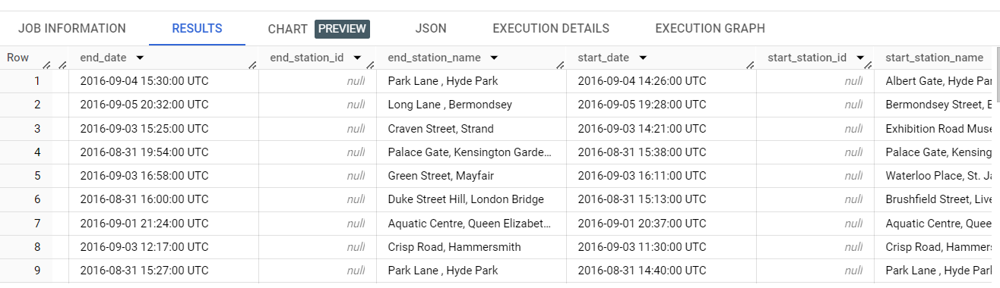 JOB INFORMATION RESULTS CHART PREVIEW JSON EXECUTION DETAILS EXECUTION GRAPH
Row end_date end_station_id end_station_name start_date start_station_id start_station_name
1 2016-09-04 15:30:00 UTC null Park Lane , Hyde Park 2016-09-04 14:26:00 UTC null Albert Gate, Hyde
2 2016-09-05 20:32:00 UTC null Long Lane , Bermondsey 2016-09-05 19:28:00 UTC null Bermondsey Street,
3 2016-09-03 15:25:00 UTC null Craven Street, Strand 2016-09-03 14:21:00 UTC null Exhibition Road
4 2016-08-31 19:54:00 UTC null Palace Gate, Kensington Garde... 2016-08-31 15:38:00 UTC null Palace Gate, Kensing
5 2016-09-03 16:58:00 UTC null Green Street, Mayfair 2016-09-03 16:11:00 UTC null Waterloo Place, St.
6 2016-08-31 16:00:00 UTC null Duke Street Hill, London Bridge 2016-08-31 15:13:00 UTC null Brushfield Street, Live
7 2016-09-01 21:24:00 UTC null Aquatic Centre, Queen Elizabet... 2016-09-01 20:37:00 UTC null Aquatic Centre, Quee
8 2016-09-03 12:17:00 UTC null Crisp Road, Hammersmith 2016-09-03 11:30:00 UTC null Crisp Road, Hammer
9 2016-08-31 15:27:00 UTC null Park Lane , Hyde Park 2016-08-31 14:40:00 UTC null Park Lane , Hyde